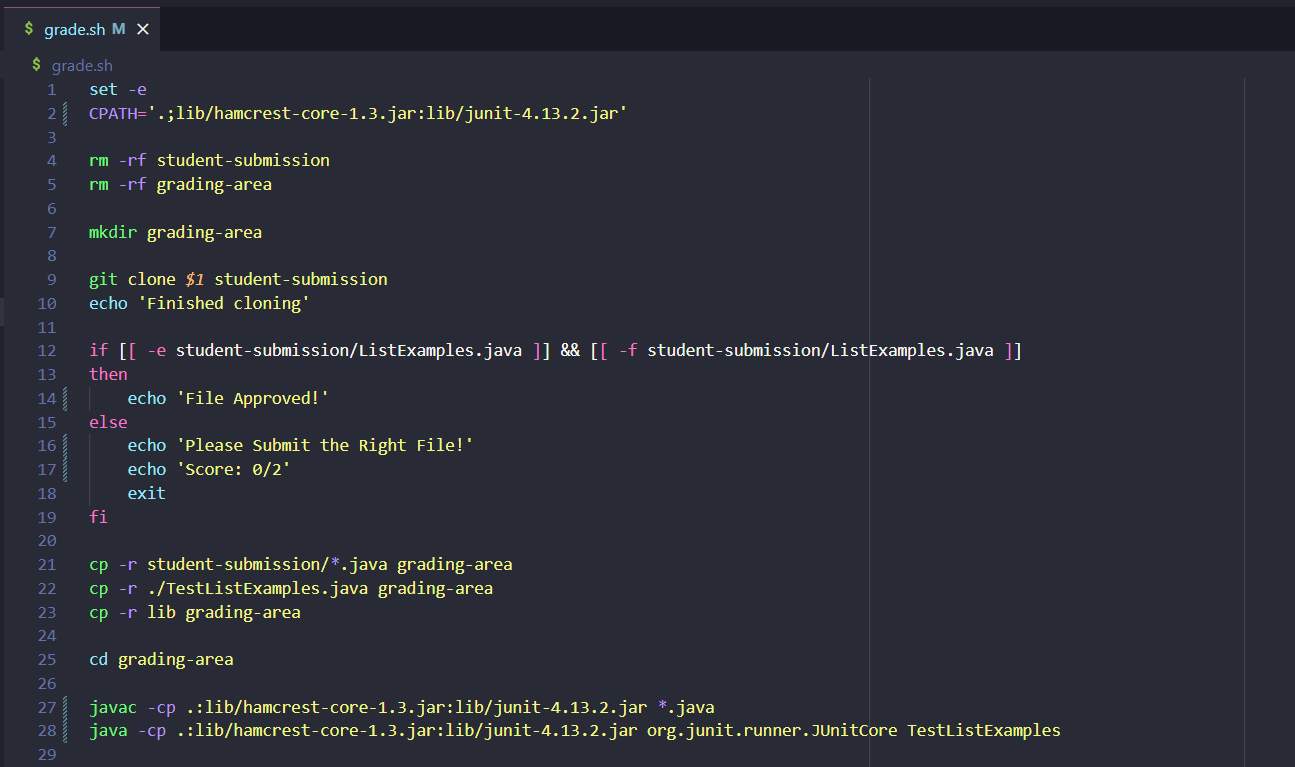 $ grade.sh M ×
$ grade.sh
1 set -e
2 CPATH='.;lib/hamcrest-core-1.3.jar:lib/junit-4.13.2.jar'
3
4 rm -rf student-submission
5 rm -rf grading-area
6
7 mkdir grading-area
8
9 git clone $1 student-submission
10 echo 'Finished cloning'
11
12 if [[ -e student-submission/ListExamples.java ]] && [[ -f student-submission/ListExamples.java ]]
13 then
14     echo 'File Approved!'
15 else
16     echo 'Please Submit the Right File!'
17     echo 'Score: 0/2'
18     exit
19 fi
20
21 cp -r student-submission/*.java grading-area
22 cp -r ./TestListExamples.java grading-area
23 cp -r lib grading-area
24
25 cd grading-area
26
27 javac -cp .:lib/hamcrest-core-1.3.jar:lib/junit-4.13.2.jar *.java
28 java -cp .:lib/hamcrest-core-1.3.jar:lib/junit-4.13.2.jar org.junit.runner.JUnitCore TestListExamples
29